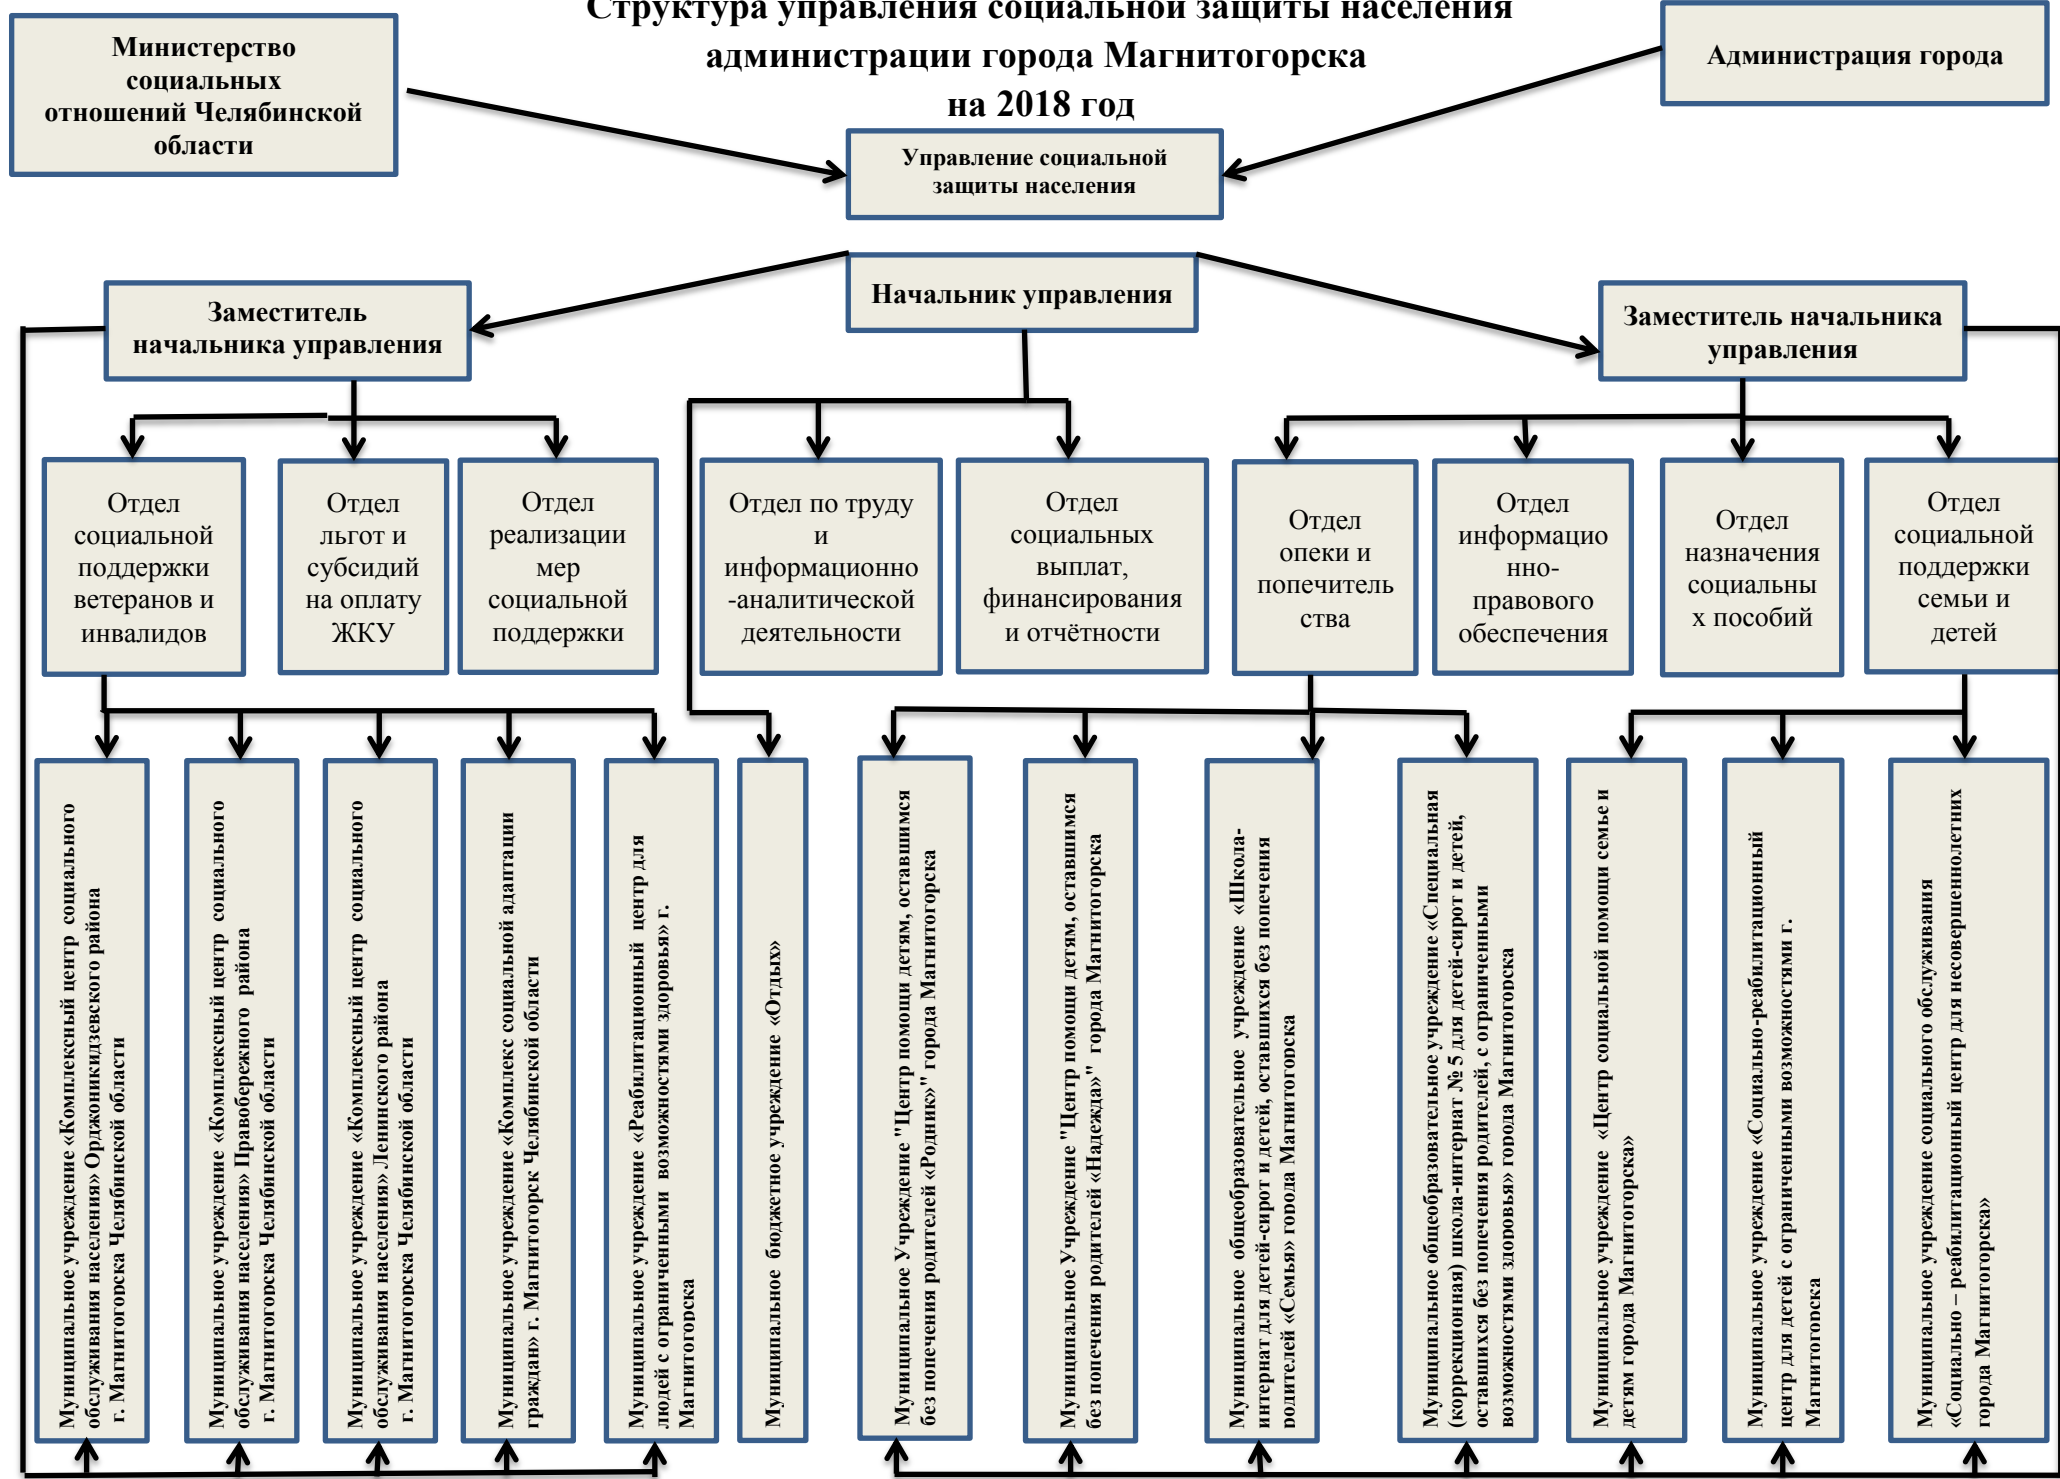 Структура управления социальной защиты населения
администрации города Магнитогорска
на 2018 год
Министерство
социальных
отношений Челябинской
области
Администрация города
Управление социальной
защиты населения
Начальник управления
Заместитель
начальника управления
Заместитель начальника
управления
Отдел
социальной
поддержки
ветеранов и
инвалидов
Отдел
льгот и
субсидий
на оплату
ЖКУ
Отдел
реализации
мер
социальной
поддержки
Отдел по труду
и
информационно
-аналитической
деятельности
Отдел
социальных
выплат,
финансирования
и отчётности
Отдел
опеки и
попечитель
ства
Отдел
информацио
нно-
правового
обеспечения
Отдел
назначения
социальны
х пособий
Отдел
социальной
поддержки
семьи и
детей
Муниципальное учреждение «Комплексный центр социального
обслуживания населения» Орджоникидзевского района
г. Магнитогорска Челябинской области
Муниципальное учреждение «Комплексный центр социального
обслуживания населения» Правобережного района
г. Магнитогорска Челябинской области
Муниципальное учреждение «Комплексный центр социального
обслуживания населения» Ленинского района
г. Магнитогорска Челябинской области
Муниципальное учреждение «Комплекс социальной адаптации
граждан» г. Магнитогорск Челябинской области
Муниципальное учреждение «Реабилитационный центр для
людей с ограниченными возможностями здоровья» г.
Магнитогорска
Муниципальное бюджетное учреждение «Отдых»
Муниципальное Учреждение "Центр помощи детям, оставшимся
без попечения родителей «Родник»" города Магнитогорска
Муниципальное Учреждение "Центр помощи детям, оставшимся
без попечения родителей «Надежда»" города Магнитогорска
Муниципальное общеобразовательное учреждение «Школа-
интернат для детей-сирот и детей, оставшихся без попечения
родителей «Семья» города Магнитогорска
Муниципальное общеобразовательное учреждение «Специальная
(коррекционная) школа-интернат № 5 для детей-сирот и детей,
оставшихся без попечения родителей, с ограниченными
возможностями здоровья» города Магнитогорска
Муниципальное учреждение «Центр социальной помощи семье и
детям города Магнитогорска»
Муниципальное учреждение «Социально-реабилитационный
центр для детей с ограниченными возможностями г.
Магнитогорска
Муниципальное учреждение социального обслуживания
«Социально – реабилитационный центр для несовершеннолетних
города Магнитогорска»